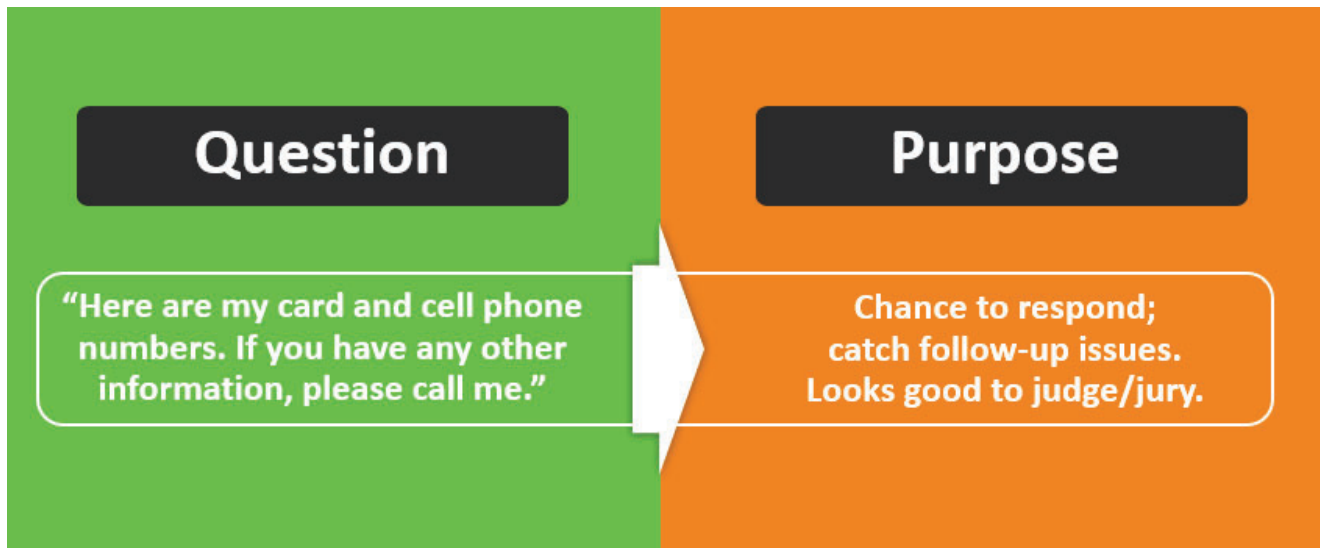 Question
“Here are my card and cell phone
numbers. If you have any other
information, please call me.”
Purpose
Chance to respond;
catch follow-up issues.
Looks good to judge/jury.